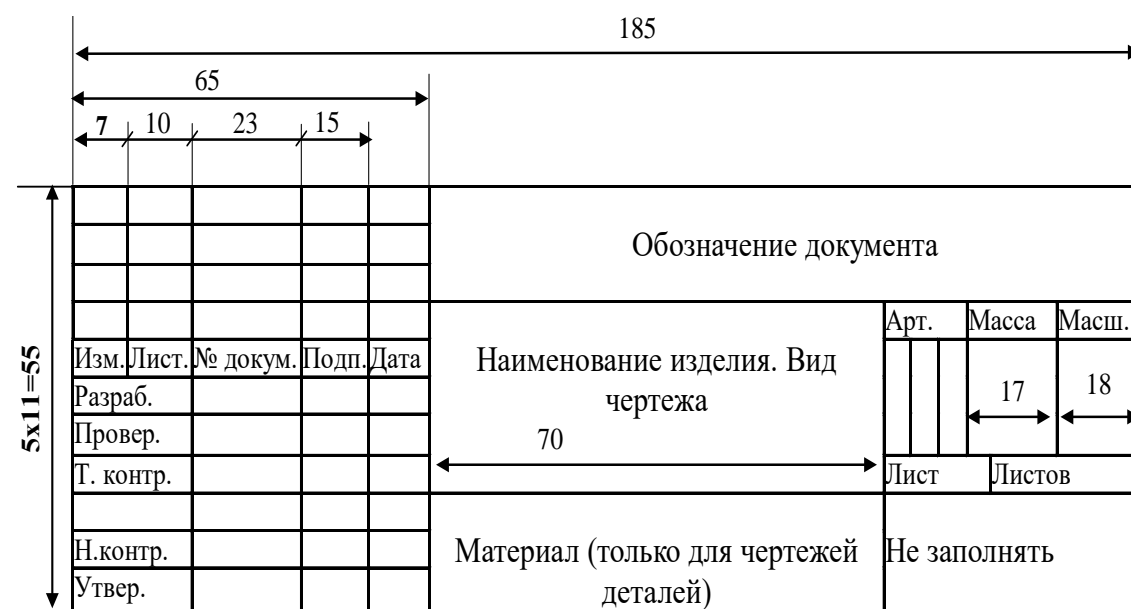 185
65
7 10 23 15
Обозначение документа
Арт. Масса Масш.
5х11=55
Изм. Лист. № докум. Подп. Дата
Наименование изделия. Вид
чертежа
17 18
Разраб.
Провер.
70
Т. контр.
Лист Листов
Н.контр.
Материал (только для чертежей
деталей)
Не заполнять
Утвер.